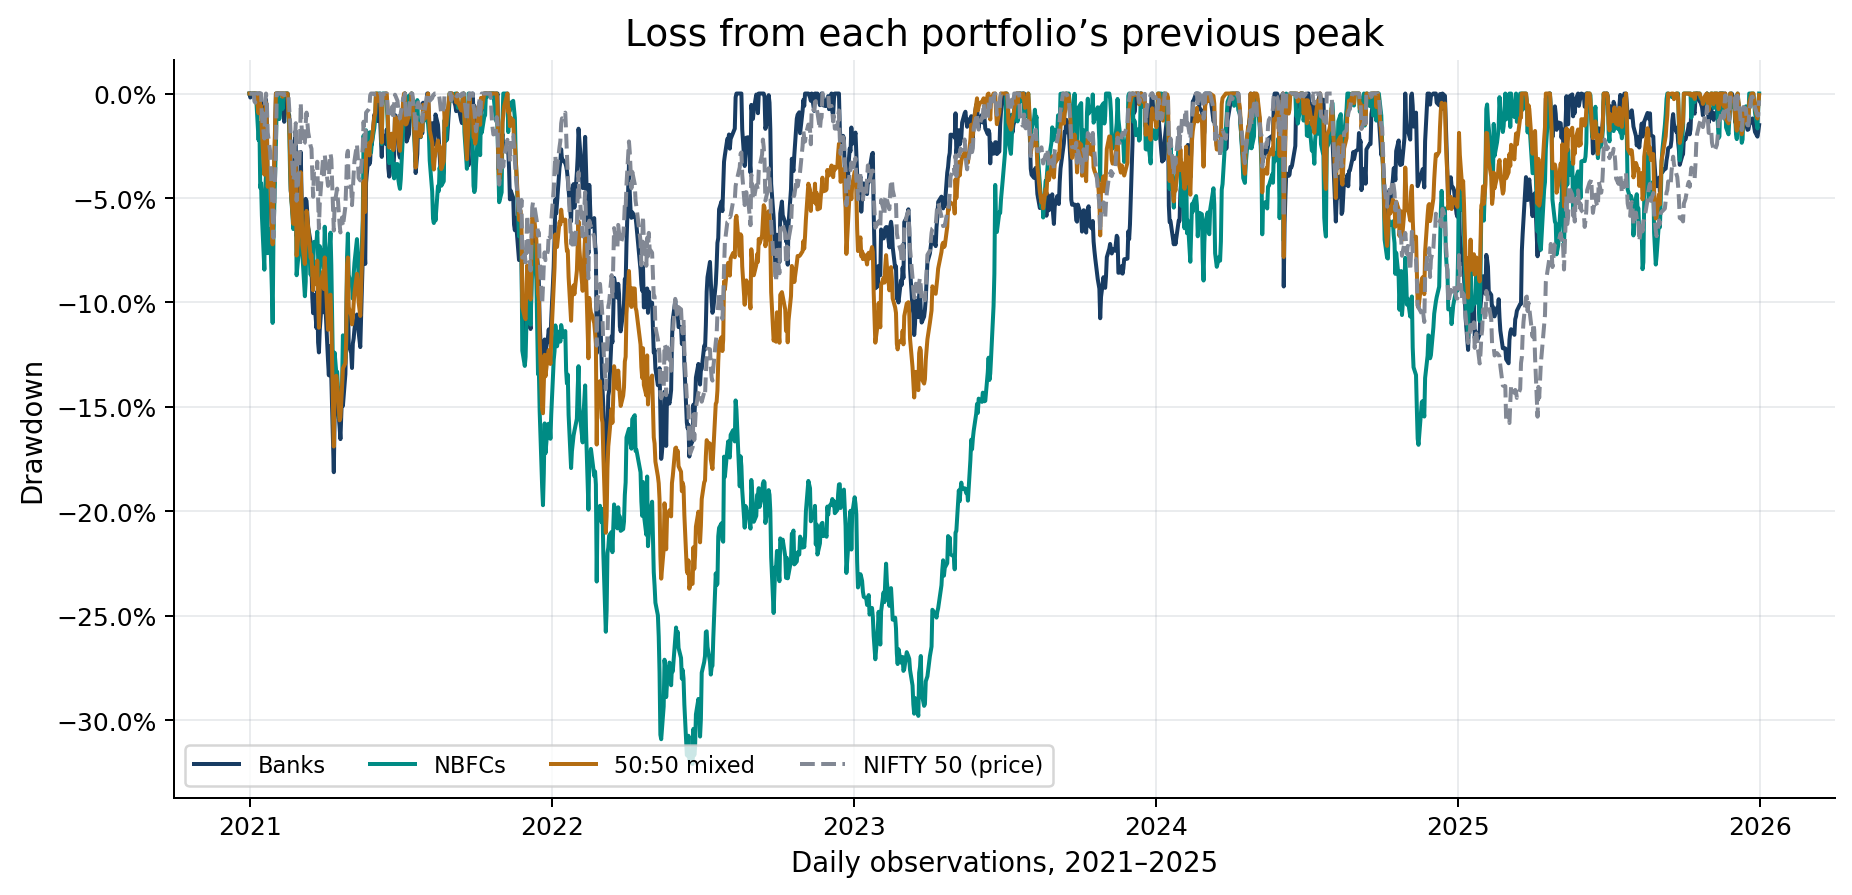 Loss from each portfolio’s previous peak
0.0%
−5.0%
−10.0%
−15.0%
−20.0%
−25.0%
−30.0%
Drawdown
Banks
NBFCs
50:50 mixed
NIFTY 50 (price)
2021
2022
2023
2024
2025
2026
Daily observations, 2021–2025